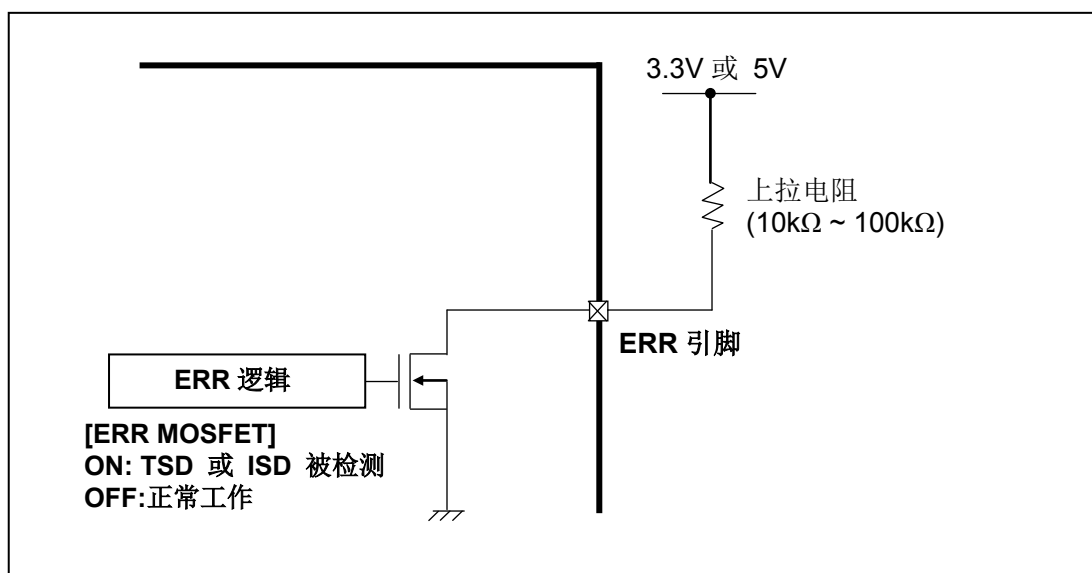 3.3V 或 5V
上拉电阻
(10kΩ ~ 100kΩ)
ERR 引脚
ERR 逻辑
[ERR MOSFET]
ON: TSD 或 ISD 被检测
OFF:正常工作